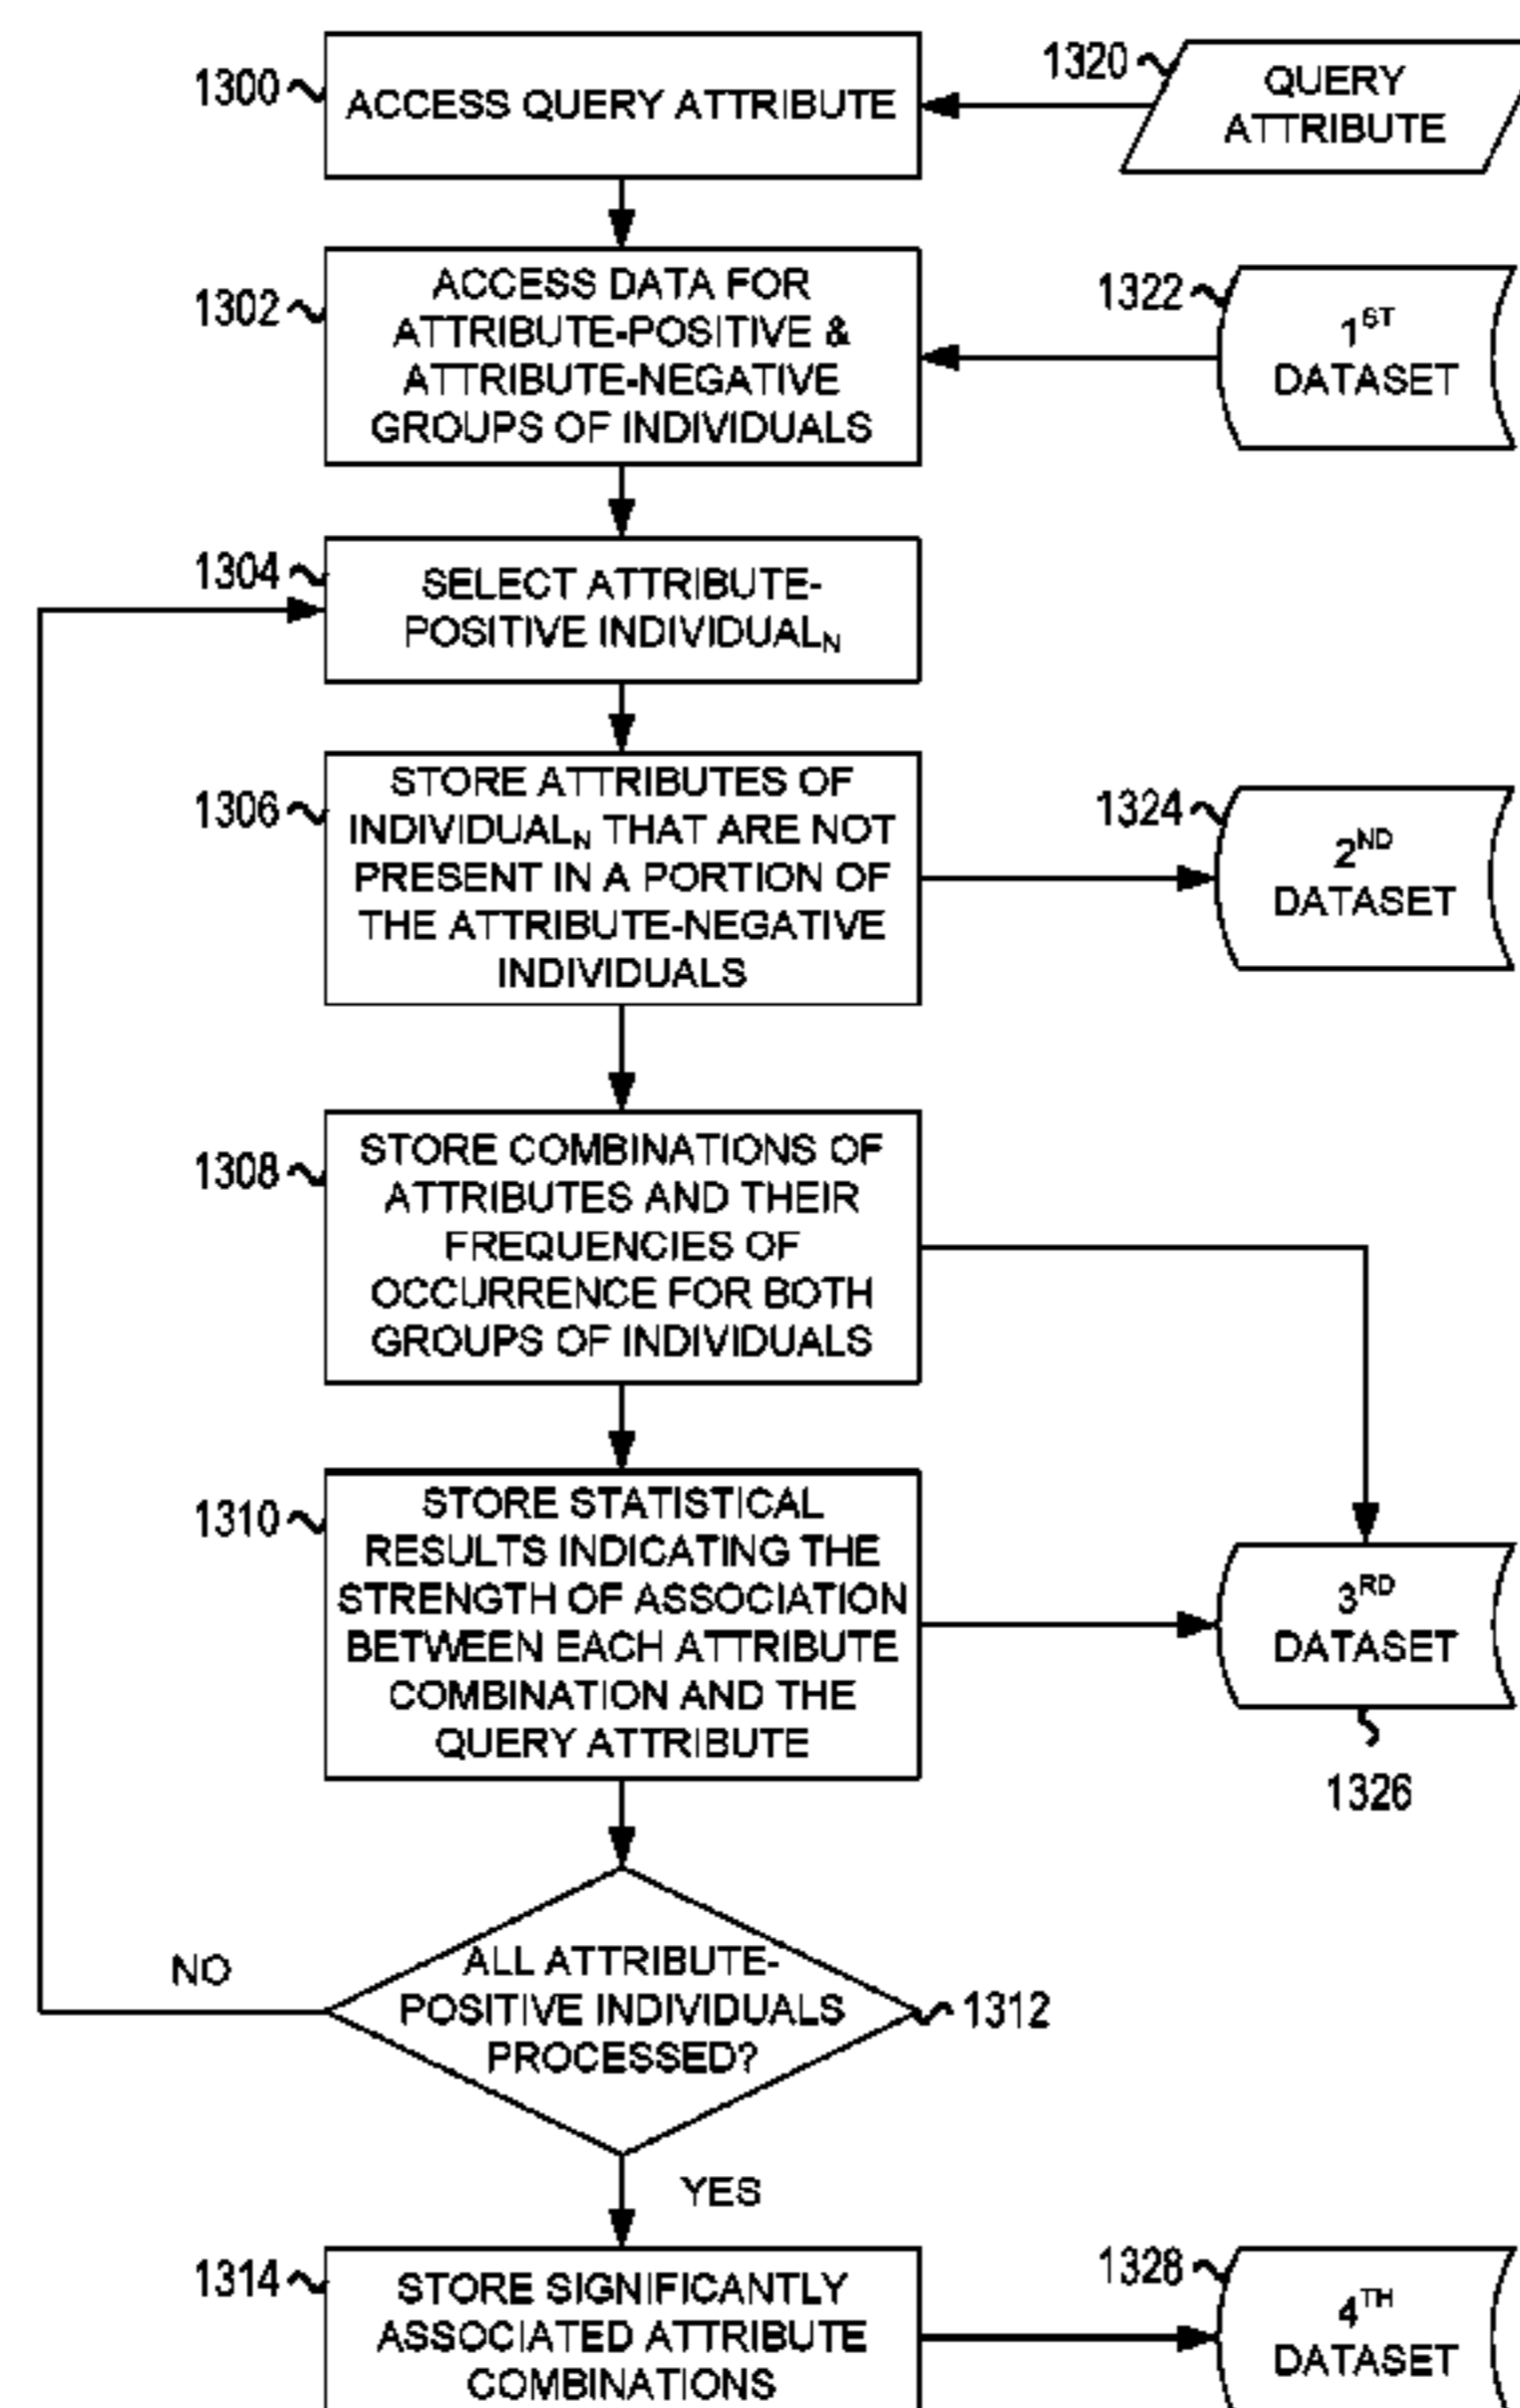 1300
ACCESS QUERY ATTRIBUTE
1320
QUERY
ATTRIBUTE
1302
ACCESS DATA FOR
ATTRIBUTE-POSITIVE &
ATTRIBUTE-NEGATIVE
GROUPS OF INDIVIDUALS
1322
1ST
DATASET
1304
SELECT ATTRIBUTE-
POSITIVE INDIVIDUALN
1306
STORE ATTRIBUTES OF
INDIVIDUALN THAT ARE NOT
PRESENT IN A PORTION OF
THE ATTRIBUTE-NEGATIVE
INDIVIDUALS
1324
2ND
DATASET
1308
STORE COMBINATIONS OF
ATTRIBUTES AND THEIR
FREQUENCIES OF
OCCURRENCE FOR BOTH
GROUPS OF INDIVIDUALS
1310
STORE STATISTICAL
RESULTS INDICATING THE
STRENGTH OF ASSOCIATION
BETWEEN EACH ATTRIBUTE
COMBINATION AND THE
QUERY ATTRIBUTE
3RD
DATASET
1326
NO
ALL ATTRIBUTE-
POSITIVE INDIVIDUALS
PROCESSED?
1312
YES
1314
STORE SIGNIFICANTLY
ASSOCIATED ATTRIBUTE
COMBINATIONS
1328
4TH
DATASET